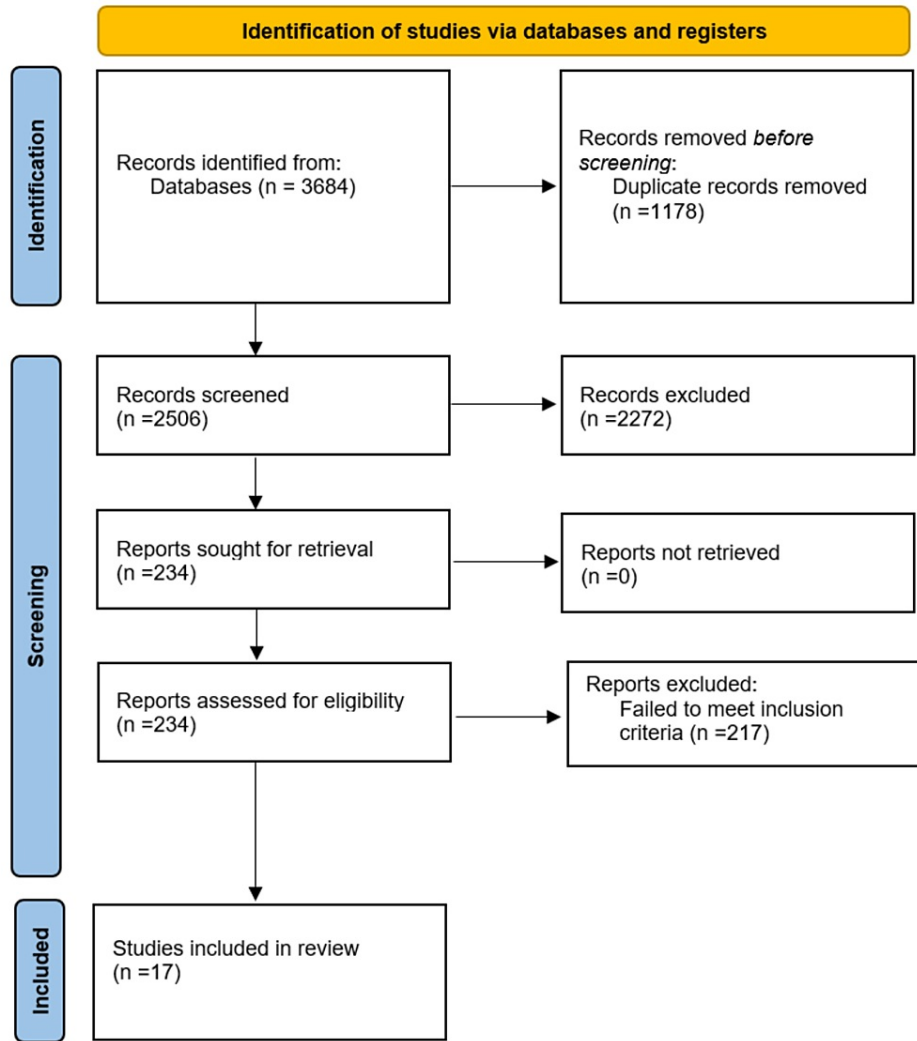 Identification of studies via databases and registers
Identification
Records identified from:
Databases (n = 3684)
Records removed before
screening:
Duplicate records removed
(n =1178)
Screening
Records screened
(n =2506)
Records excluded
(n =2272)
Reports sought for retrieval
(n =234)
Reports not retrieved
(n =0)
Reports assessed for eligibility
(n =234)
Reports excluded:
Failed to meet inclusion
criteria (n =217)
Included
Studies included in review
(n =17)